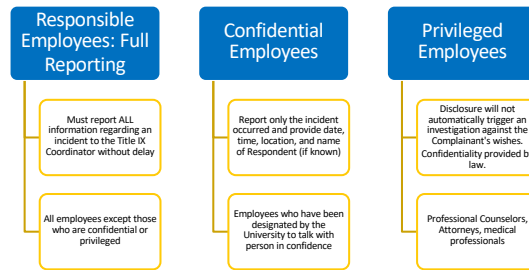 Responsible
Employees: Full
Reporting
Must report ALL
information regarding an
incident to the Title IX
Coordinator without delay
All employees except those
who are confidential or
privileged
Confidential
Employees
Report only the incident
occurred and provide date,
time, location, and name
of Respondent (if known)
Employees who have been
designated by the
University to talk with
person in confidence
Privileged
Employees
Disclosure will not
automatically trigger an
investigation against the
Complainant's wishes.
Confidentiality provided by
law.
Professional Counselors,
Attorneys, medical
professionals